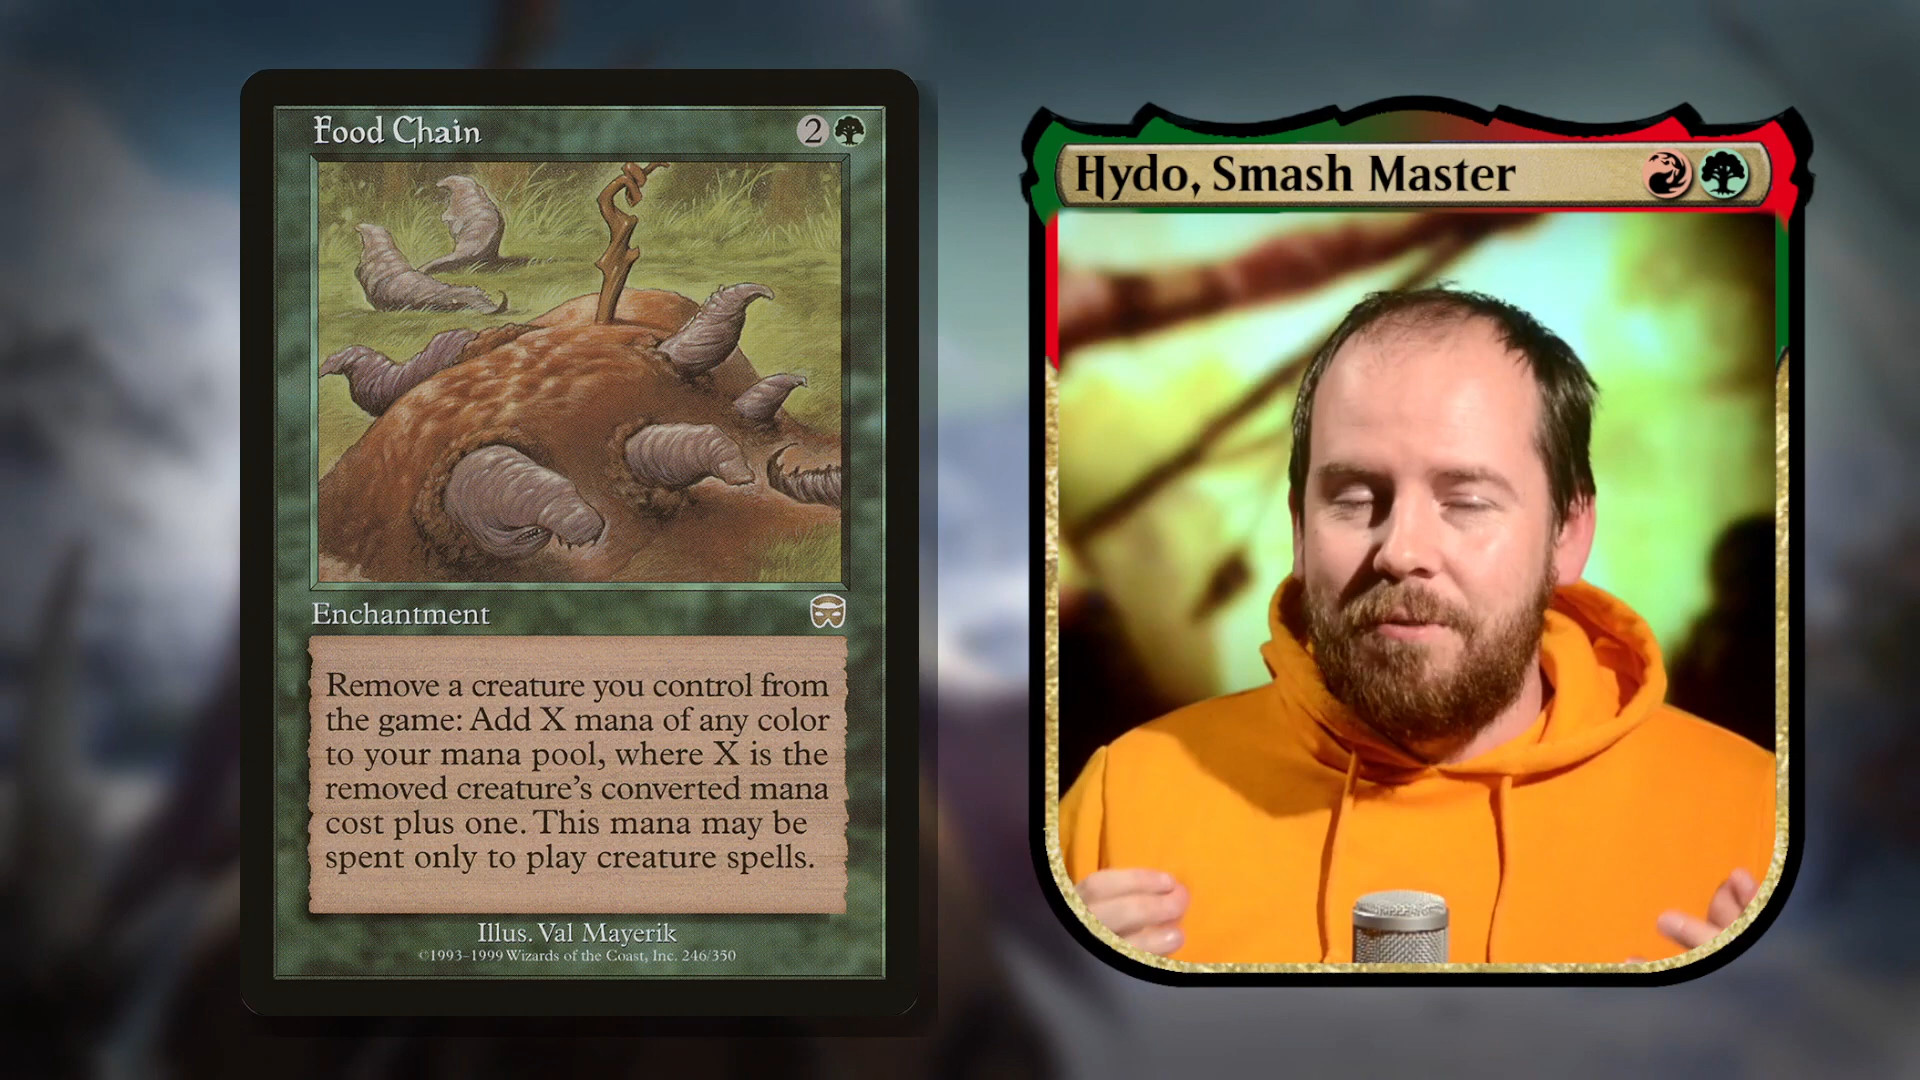 Food Chain
2
Enchantment
Remove a creature you control from
the game: Add X mana of any color
to your mana pool, where X is the
removed creature's converted mana
cost plus one. This mana may be
spent only to play creature spells.
Illus. Val Mayerik
©1993-1999 Wizards of the Coast, Inc. 246/350
Hydo, Smash Master